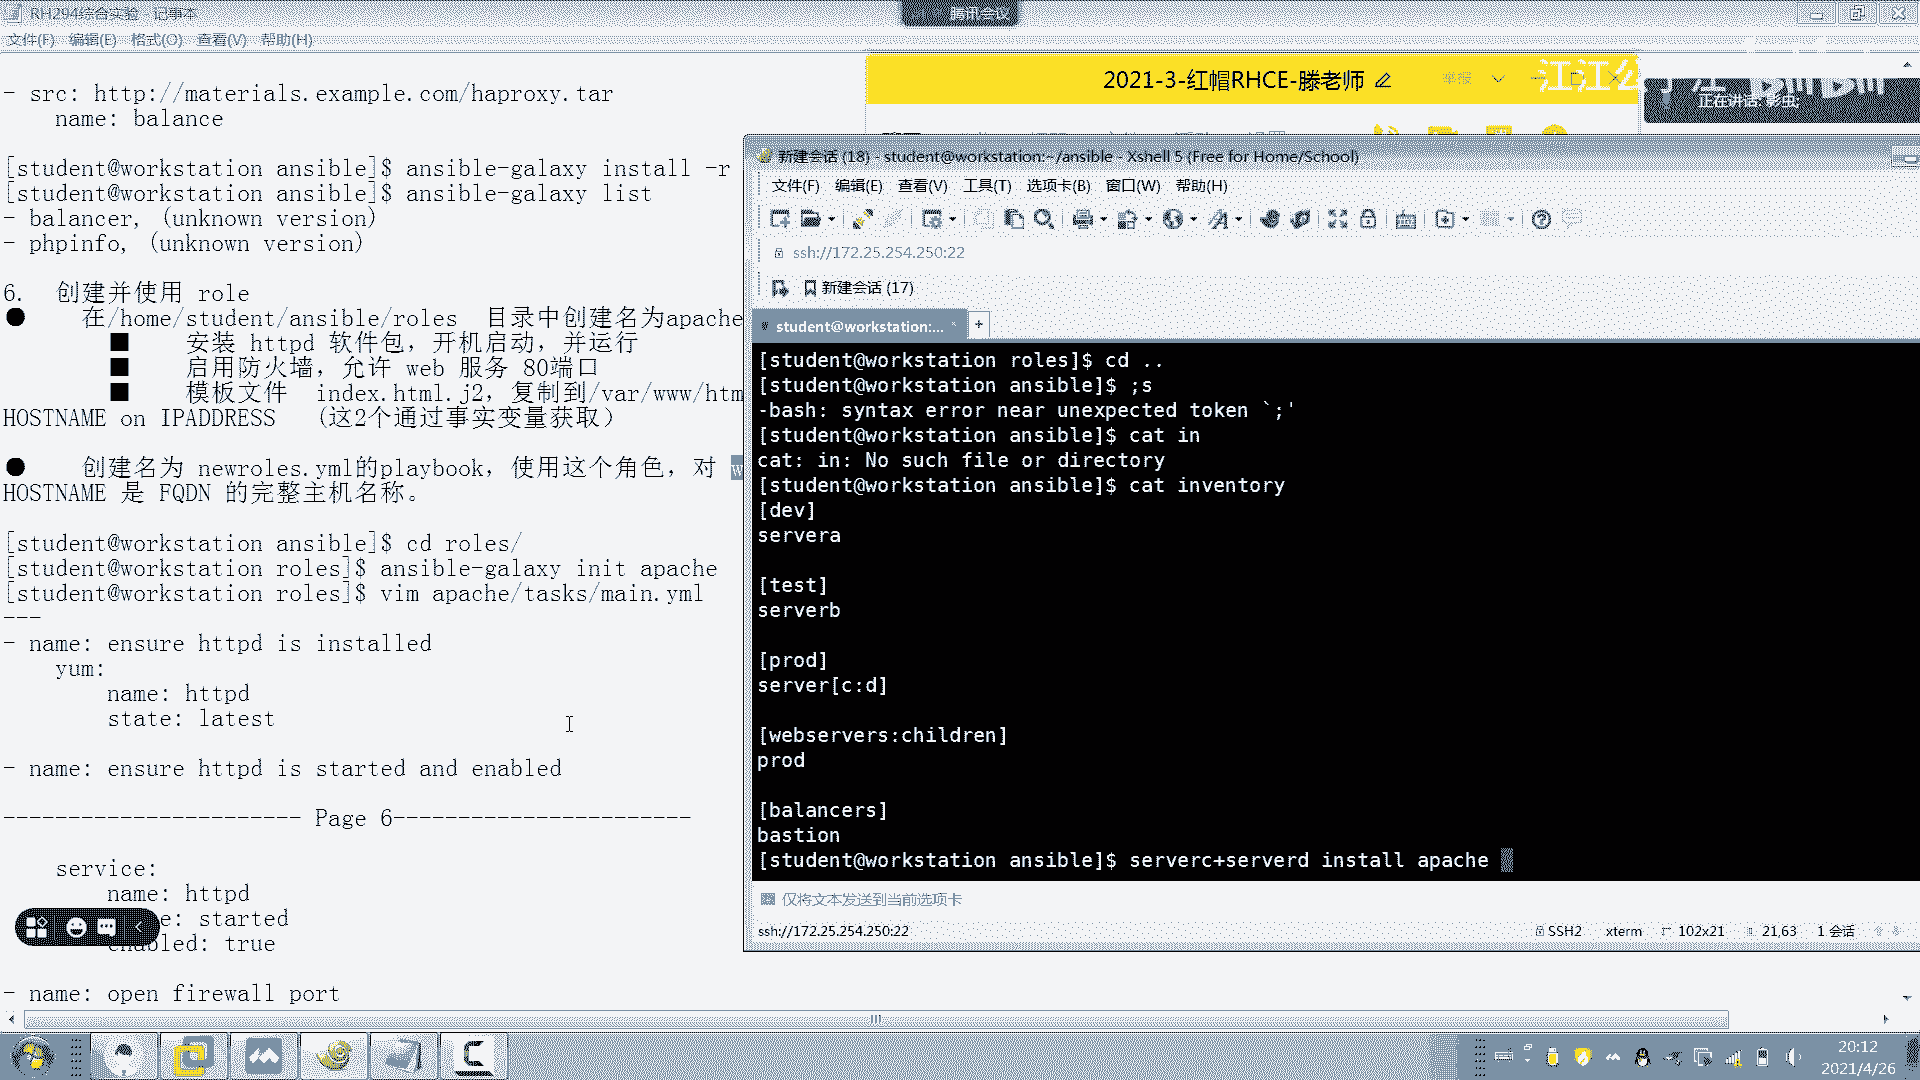 RH294综合实验 - 记事本
腾讯会议
文件(F) 编辑(E) 格式(O) 查看(V) 帮助(H)
- src: http://materials.example.com/haproxy.tar
name: balance
[student@workstation ansible]$ ansible-galaxy install -r
[student@workstation ansible]$ ansible-galaxy list
- balancer, (unknown version)
- phpinfo, (unknown version)
6. 创建并使用 role
● 在/home/student/ansible/roles 目录中创建名为apache
■ 安装 httpd 软件包，开机启动，并运行
■ 启用防火墙，允许 web 服务 80端口
■ 模板文件 index.html.j2，复制到/var/www/htm
HOSTNAME on IPADDRESS （这2个通过事实变量获取）
● 创建名为 newroles.yml的playbook，使用这个角色，对 w
HOSTNAME 是 FQDN 的完整主机名称。
[student@workstation ansible]$ cd roles/
[student@workstation roles]$ ansible-galaxy init apache
[student@workstation roles]$ vim apache/tasks/main.yml
---
- name: ensure httpd is installed
yum:
name: httpd
state: latest
- name: ensure httpd is started and enabled
----------------------- Page 6-----------------------
service:
name: httpd
e: started
enabled: true
- name: open firewall port
2021-3-红帽RHCE-滕老师
江江公子江
bilibili
正在讲话: 影虫;
新建会话 (18) - student@workstation:~/ansible - Xshell 5 (Free for Home/School)
文件(F) 编辑(E) 查看(V) 工具(T) 选项卡(B) 窗口(W) 帮助(H)
ssh://172.25.254.250:22
新建会话 (17)
student@workstation:... × +
[student@workstation roles]$ cd ..
[student@workstation ansible]$ ;s
-bash: syntax error near unexpected token `;'
[student@workstation ansible]$ cat in
cat: in: No such file or directory
[student@workstation ansible]$ cat inventory
[dev]
servera
[test]
serverb
[prod]
server[c:d]
[webservers:children]
prod
[balancers]
bastion
[student@workstation ansible]$ serverc+serverd install apache
仅将文本发送到当前选项卡
ssh://172.25.254.250:22 SSH2 xterm 102x21 21,63 1 会话
20:12
2021/4/26